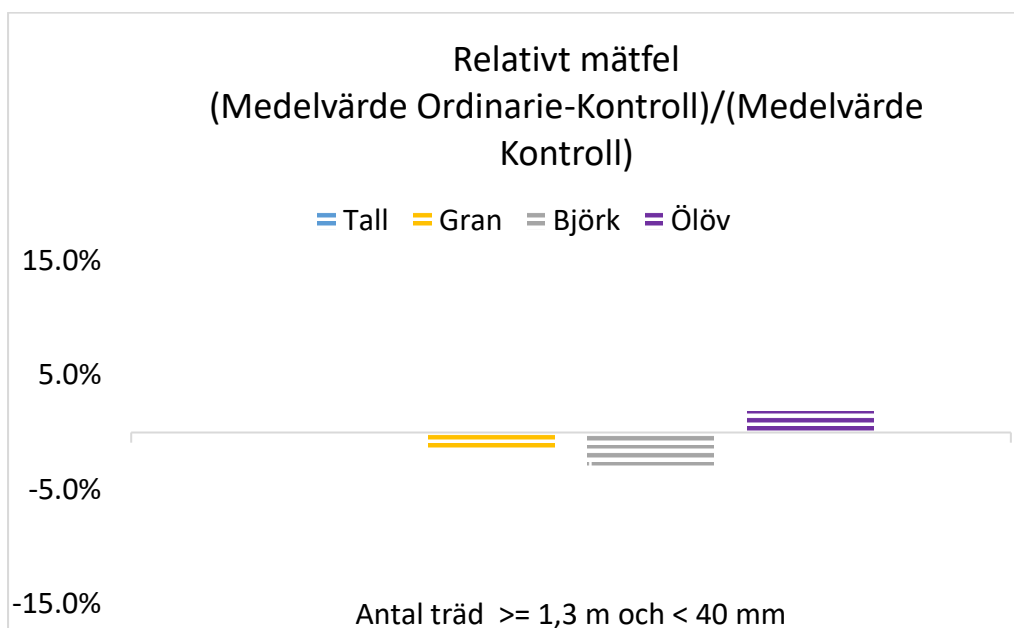 Relativt mätfel
(Medelvärde Ordinarie-Kontroll)/(Medelvärde
Kontroll)
Tall Gran Björk Ölöv
15.0%
5.0%
-5.0%
-15.0%
Antal träd >= 1,3 m och < 40 mm